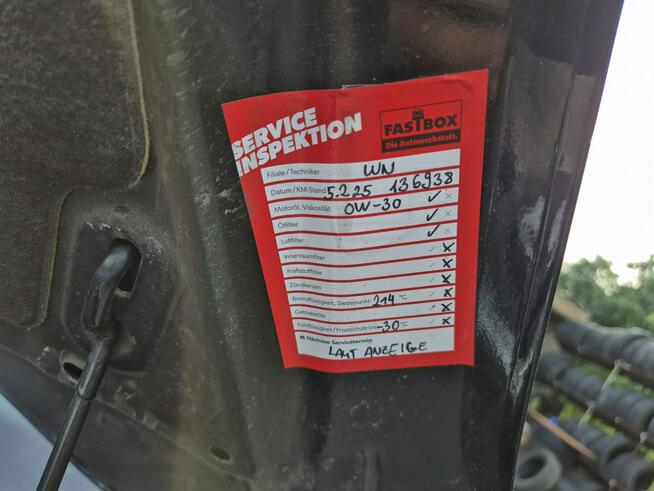 SERVICE
INSPEKTION
FASTBOX
Die Autowerkstatt.
Filiale/Techniker WN
Datum/KM-Stand 5.2.25 136938
Motoröl, Viskosität: 0W-30 ✓ ×
Ölfilter ✓ ×
Luftfilter ✓ ×
Innenraumfilter ✓ ×
Kraftstofffilter ✓ ×
Zündkerzen ✓ ×
Bremsflüssigkeit, Siedepunkt: 214 °C ✓ ×
Getriebeöle ✓ ×
Kühlflüssigkeit/Frostschutz bis -30 °C ✓ ×
Nächster Servicetermin
LAUT ANZEIGE